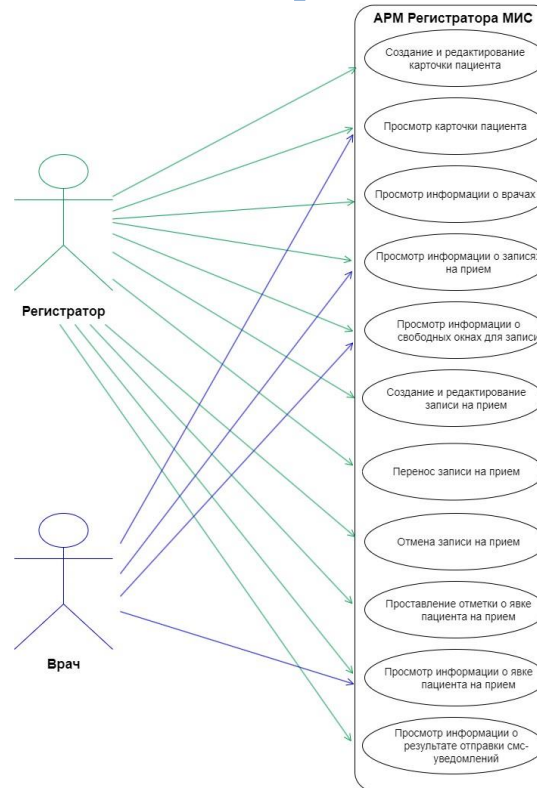 АРМ Регистратора МИС
Создание и редактирование
карточки пациента
Просмотр карточки пациента
Просмотр информации о врачах
Просмотр информации о записях
на прием
Регистратор
Просмотр информации о
свободных окнах для записи
Создание и редактирование
записи на прием
Перенос записи на прием
Отмена записи на прием
Проставление отметки о явке
пациента на прием
Врач
Просмотр информации о явке
пациента на прием
Просмотр информации о
результате отправки смс-
уведомлений